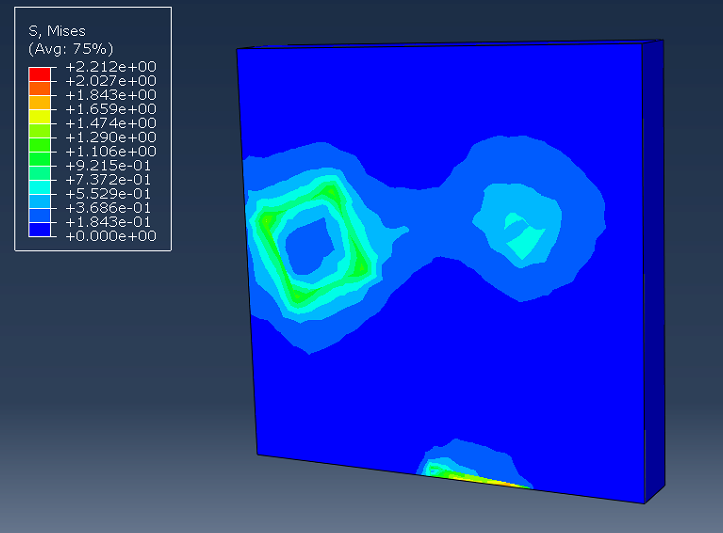 S, Mises
(Avg: 75%)
+2.212e+00
+2.027e+00
+1.843e+00
+1.659e+00
+1.474e+00
+1.290e+00
+1.106e+00
+9.215e-01
+7.372e-01
+5.529e-01
+3.686e-01
+1.843e-01
+0.000e+00